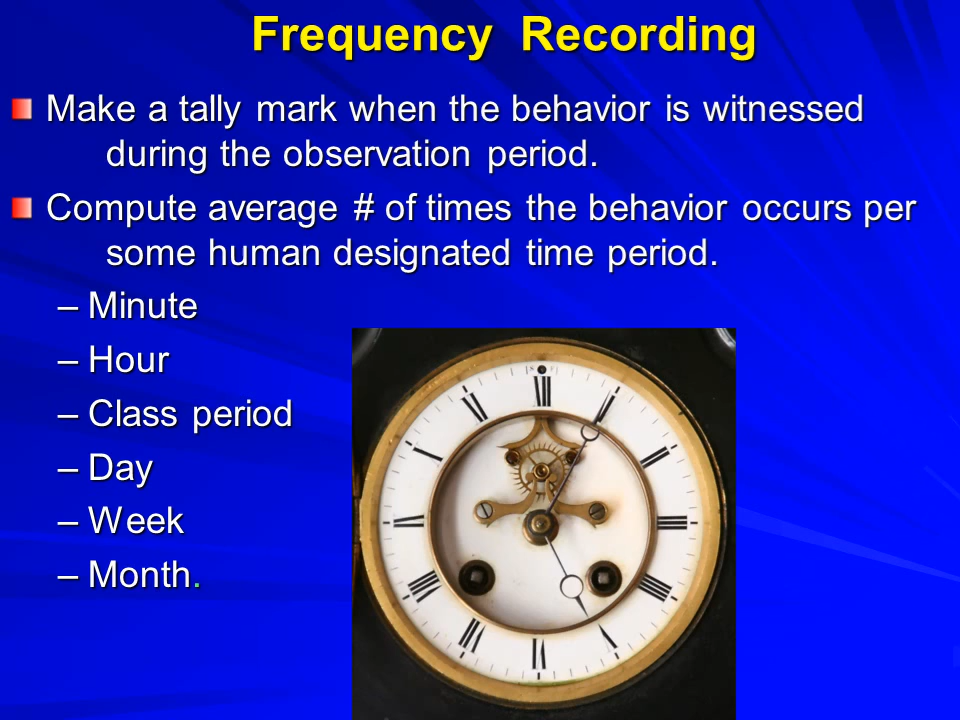 Frequency Recording
Make a tally mark when the behavior is witnessed
during the observation period.
Compute average # of times the behavior occurs per
some human designated time period.
– Minute
– Hour
– Class period
– Day
– Week
– Month.